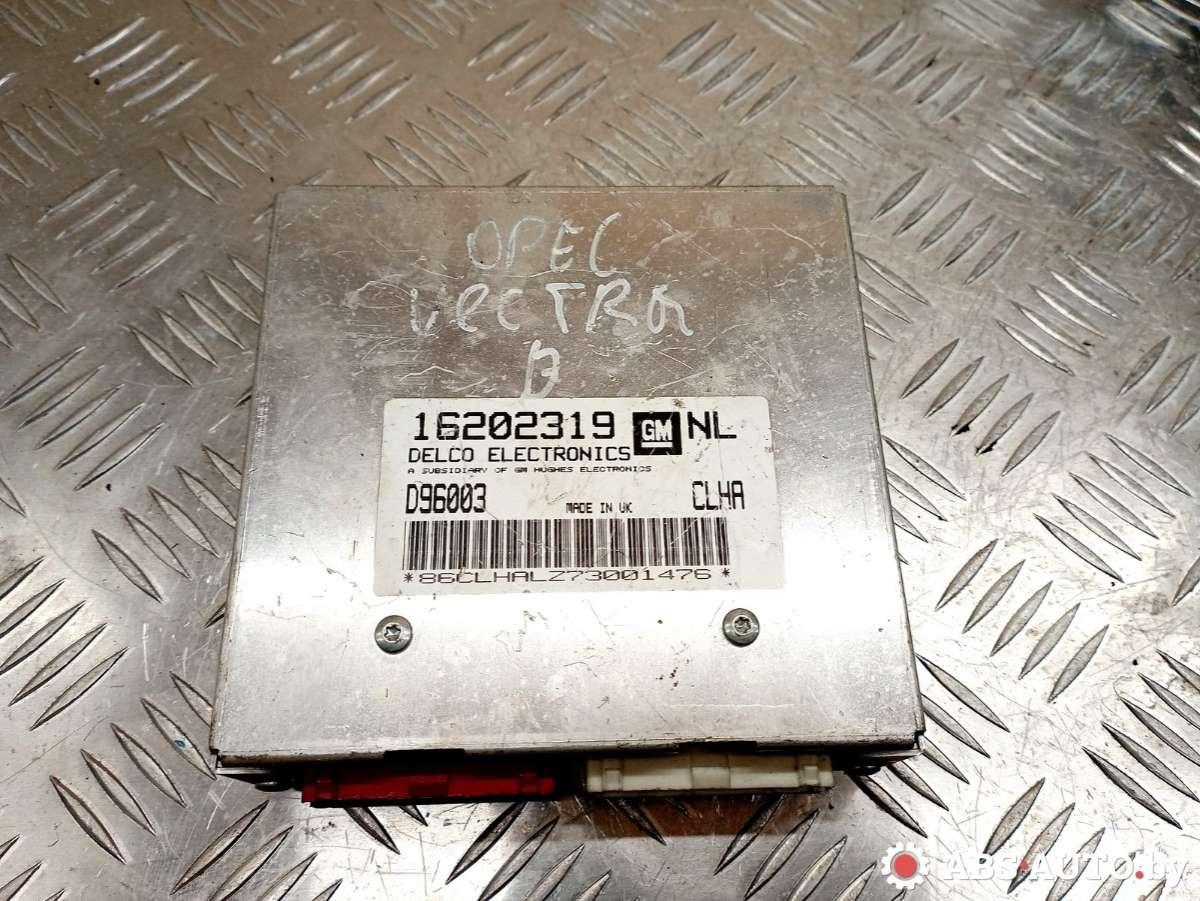 OPEL
VECTRA
B
16202319 GM NL
DELCO ELECTRONICS
A SUBSIDIARY OF GM HUGHES ELECTRONICS
D96003 MADE IN UK CLHA
*86CLHALZ73001476*
ABS-AUTO.by